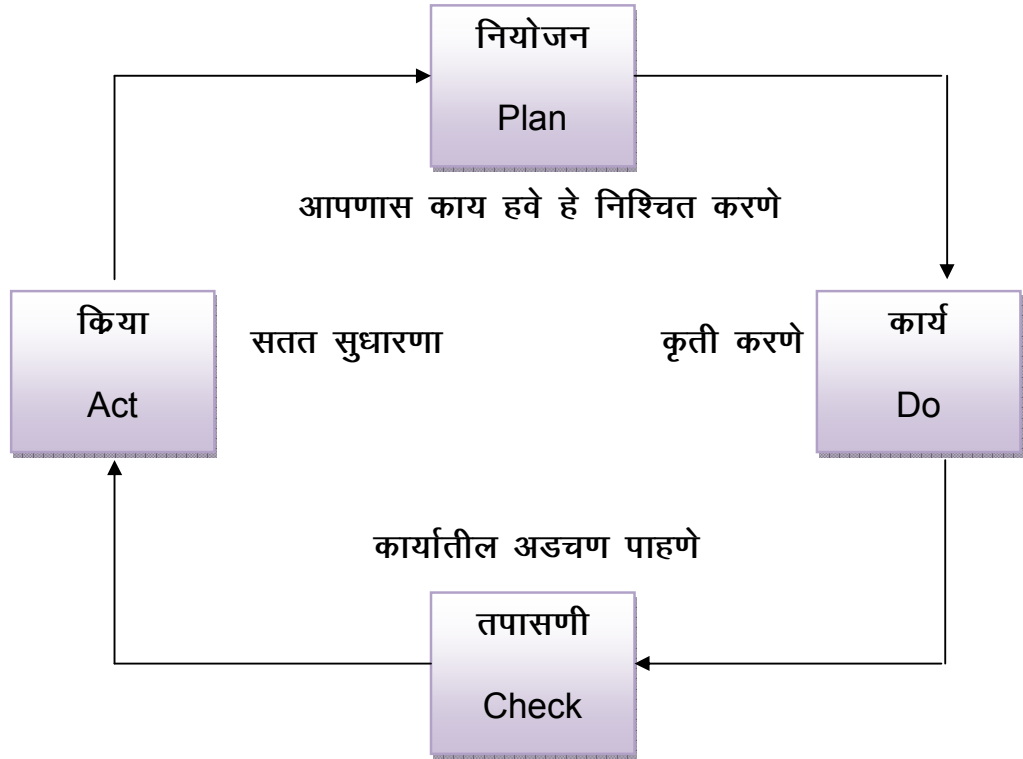 नियोजन
Plan
आपणास काय हवे हे निश्चित करणे
क्रिया
Act
सतत सुधारणा
कृती करणे
कार्य
Do
कार्यातील अडचण पाहणे
तपासणी
Check